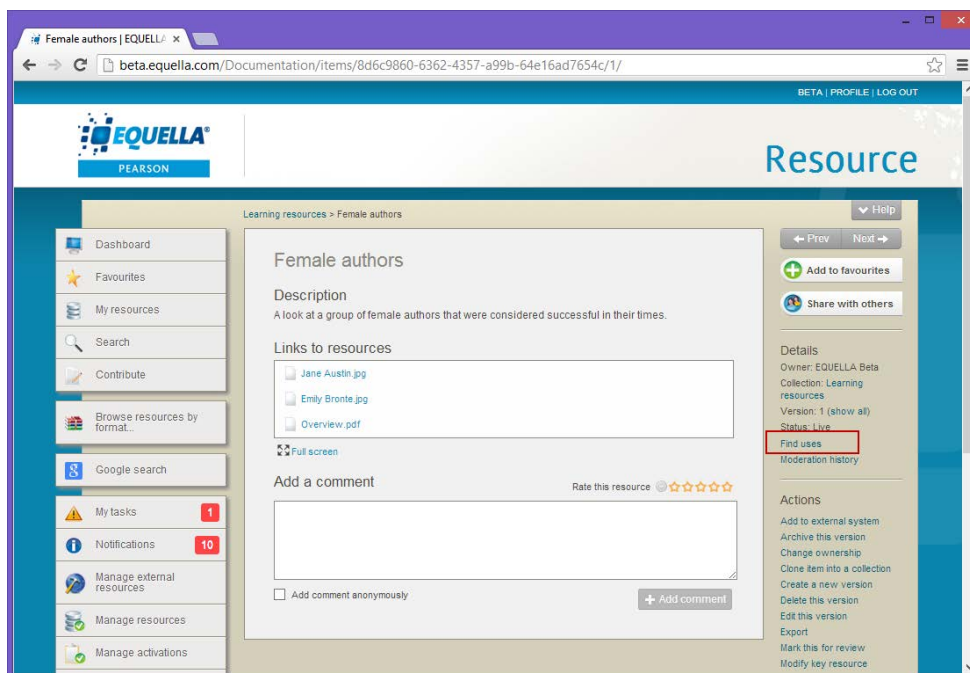 Female authors | EQUELLA
beta.equella.com/Documentation/items/8d6c9860-6362-4357-a99b-64e16ad7654c/1/
BETA | PROFILE | LOG OUT
EQUELLA®
PEARSON
Resource
Learning resources > Female authors
Help
Prev Next
Dashboard
Favourites
My resources
Search
Contribute
Browse resources by
format...
Google search
My tasks 1
Notifications 10
Manage external
resources
Manage resources
Manage activations
Female authors
Description
A look at a group of female authors that were considered successful in their times.
Links to resources
Jane Austin.jpg
Emily Bronte.jpg
Overview.pdf
Full screen
Add a comment
Rate this resource
Add comment anonymously
Add comment
Add to favourites
Share with others
Details
Owner: EQUELLA Beta
Collection: Learning
resources
Version: 1 (show all)
Status: Live
Find uses
Moderation history
Actions
Add to external system
Archive this version
Change ownership
Clone item into a collection
Create a new version
Delete this version
Edit this version
Export
Mark this for review
Modify key resource